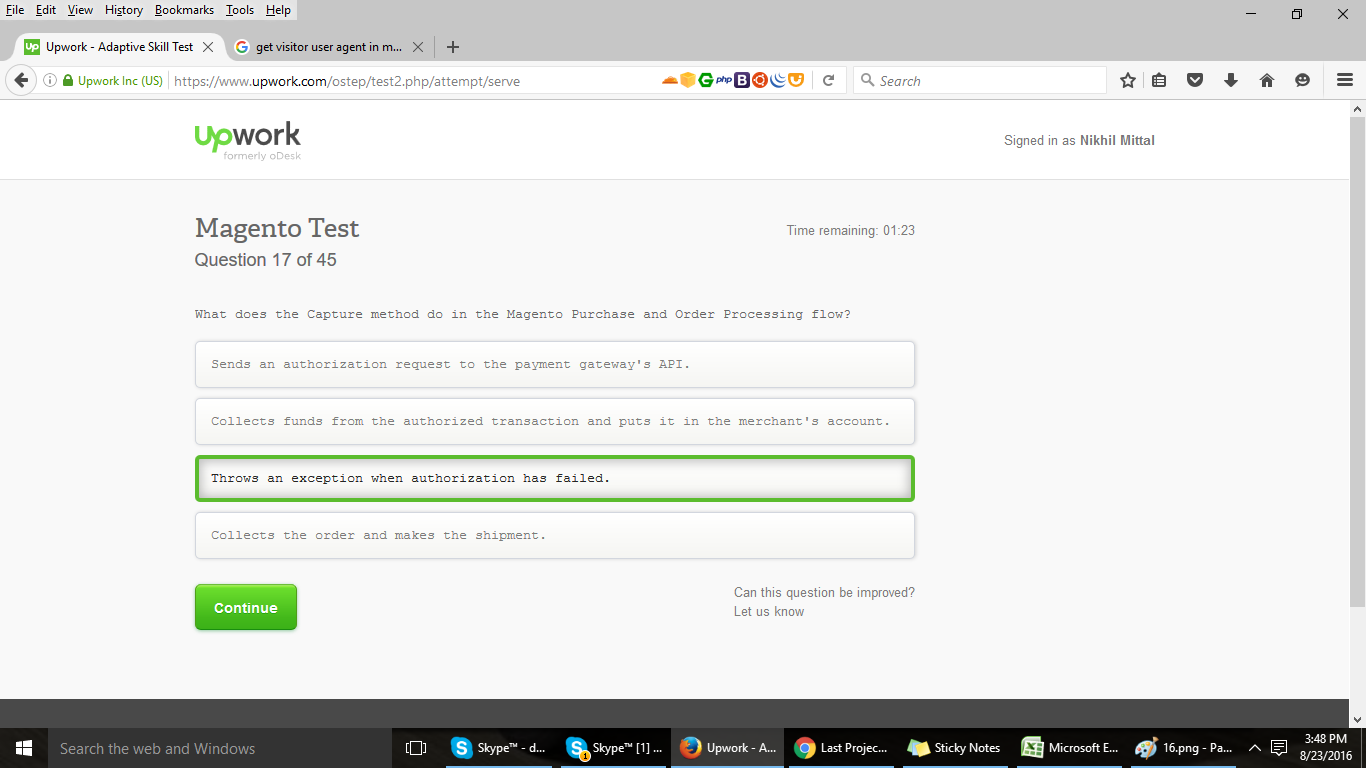 File Edit View History Bookmarks Tools Help
Up Upwork - Adaptive Skill Test
get visitor user agent in m...
Upwork Inc (US) https://www.upwork.com/ostep/test2.php/attempt/serve
php B
Search
upwork
formerly oDesk
Signed in as Nikhil Mittal
Magento Test
Time remaining: 01:23
Question 17 of 45
What does the Capture method do in the Magento Purchase and Order Processing flow?
Sends an authorization request to the payment gateway's API.
Collects funds from the authorized transaction and puts it in the merchant's account.
Throws an exception when authorization has failed.
Collects the order and makes the shipment.
Continue
Can this question be improved?
Let us know
Search the web and Windows
Skype™ - d...
1 Skype™ [1] ...
Upwork - A...
Last Projec...
Sticky Notes
Microsoft E...
16.png - Pa...
3:48 PM
8/23/2016